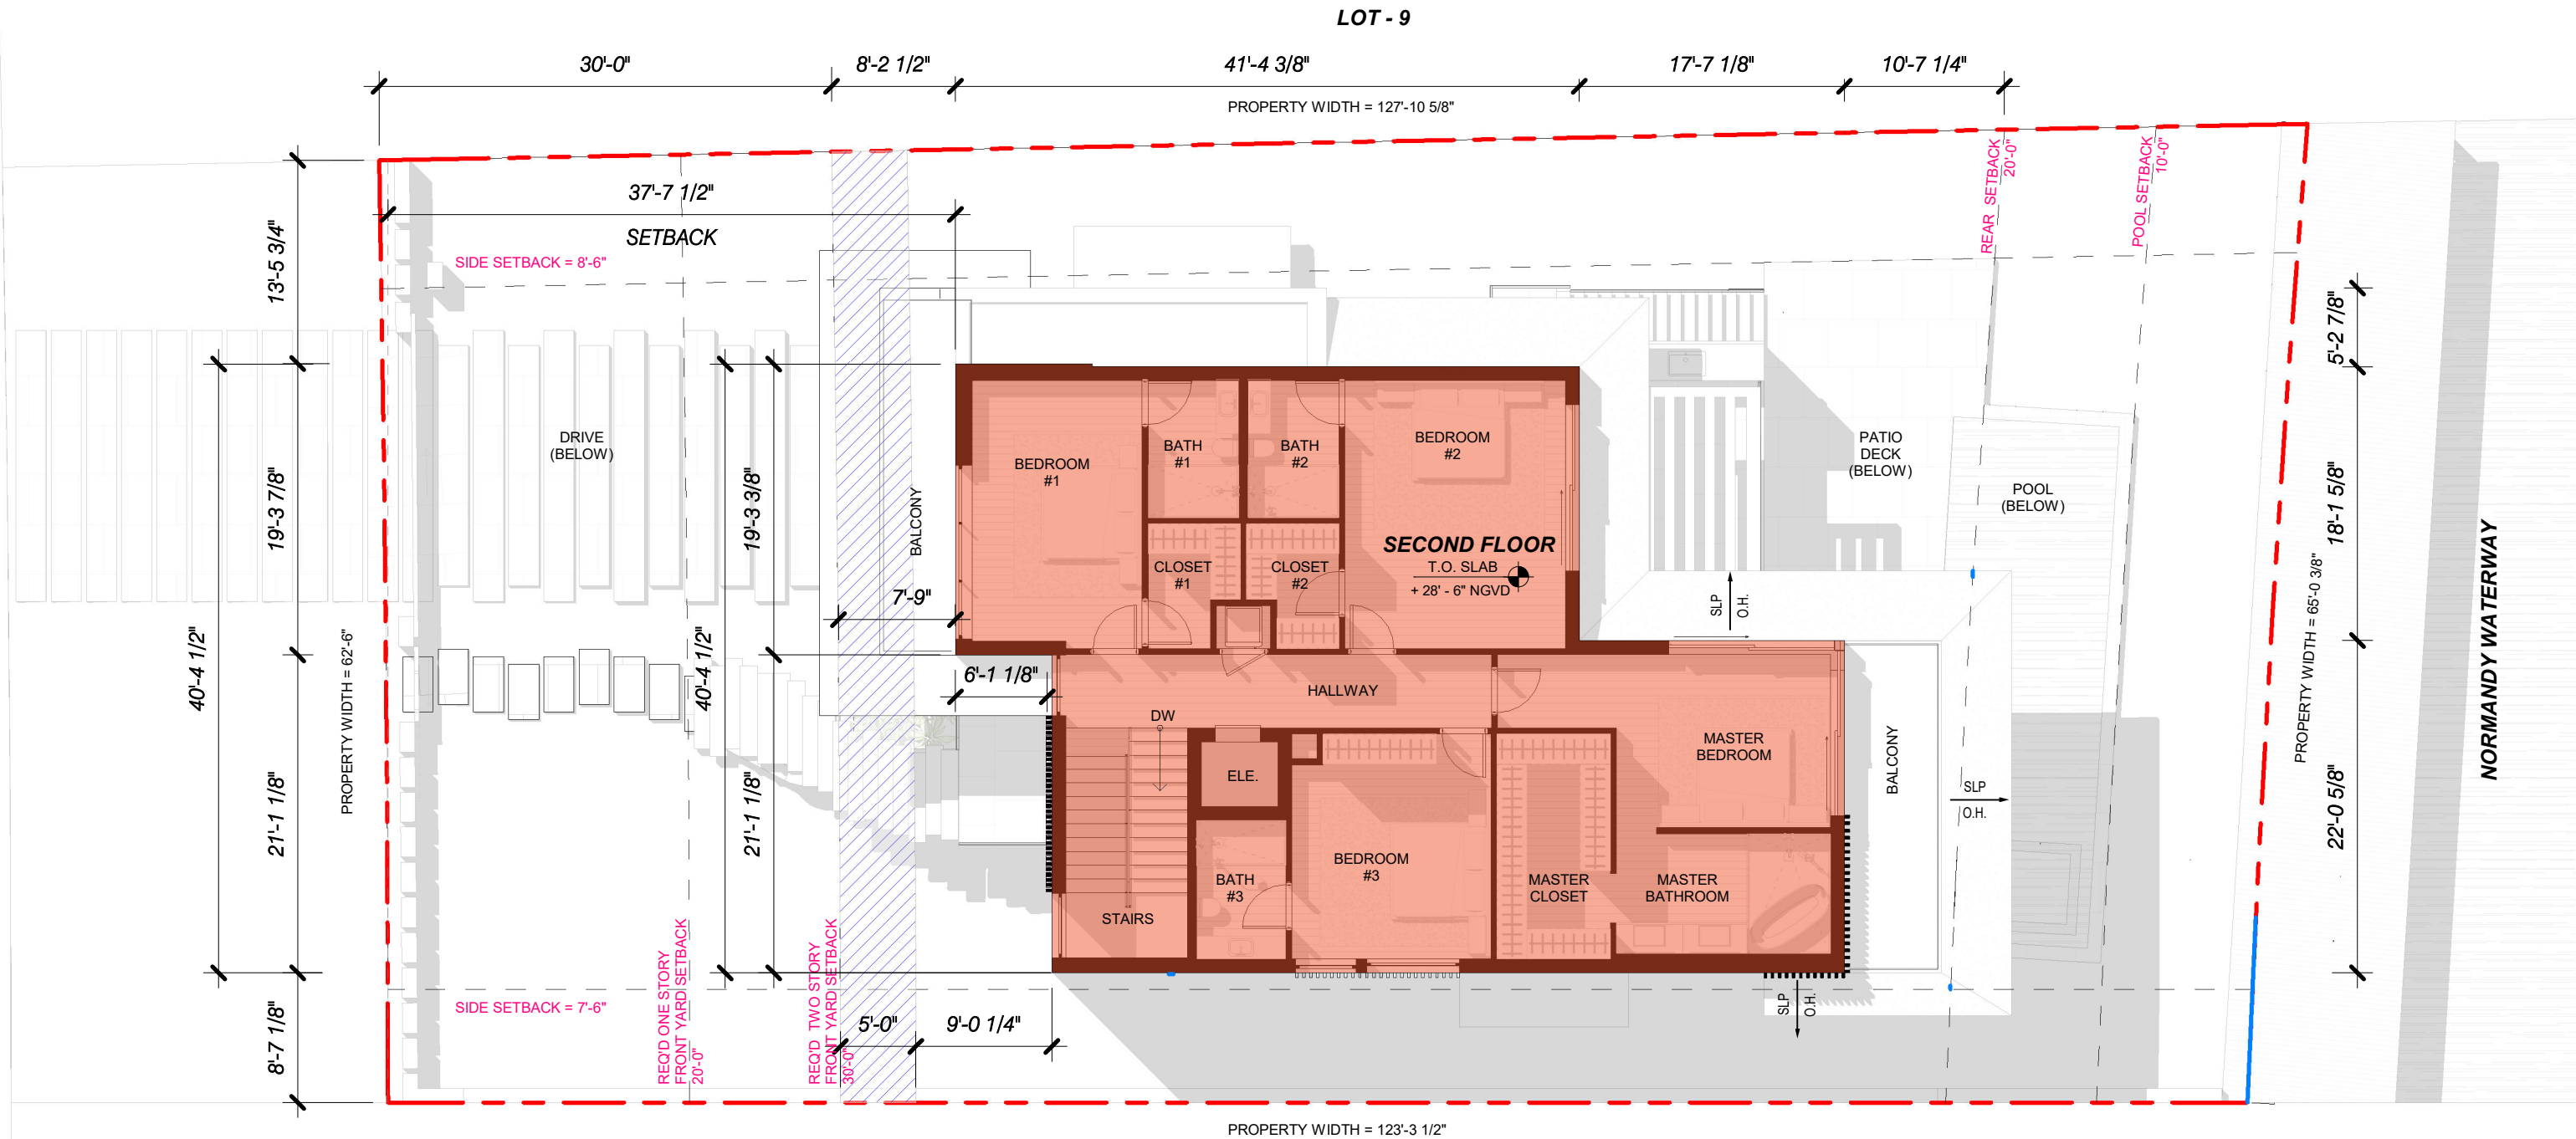 LOT - 9
30'-0"
8'-2 1/2"
41'-4 3/8"
17'-7 1/8"
10'-7 1/4"
PROPERTY WIDTH = 127'-10 5/8"
37'-7 1/2"
SETBACK
SIDE SETBACK = 8'-6"
REAR SETBACK
20'-0"
POOL SETBACK
10'-0"
13'-5 3/4"
19'-3 7/8"
40'-4 1/2"
21'-1 1/8"
8'-7 1/8"
PROPERTY WIDTH = 62'-6"
DRIVE
(BELOW)
19'-3 3/8"
40'-4 1/2"
21'-1 1/8"
BALCONY
7'-9"
6'-1 1/8"
BEDROOM
#1
BATH
#1
BATH
#2
BEDROOM
#2
CLOSET
#1
CLOSET
#2
SECOND FLOOR
T.O. SLAB
+ 28' - 6" NGVD
HALLWAY
DW
ELE.
STAIRS
BATH
#3
BEDROOM
#3
MASTER
CLOSET
MASTER
BATHROOM
MASTER
BEDROOM
BALCONY
SLP
O.H.
SLP
O.H.
SLP
O.H.
PATIO
DECK
(BELOW)
POOL
(BELOW)
5'-2 7/8"
18'-1 5/8"
22'-0 5/8"
PROPERTY WIDTH = 65'-0 3/8"
NORMANDY WATERWAY
SIDE SETBACK = 7'-6"
REQ'D ONE STORY
FRONT YARD SETBACK
20'-0"
REQ'D TWO STORY
FRONT YARD SETBACK
30'-0"
5'-0"
9'-0 1/4"
PROPERTY WIDTH = 123'-3 1/2"